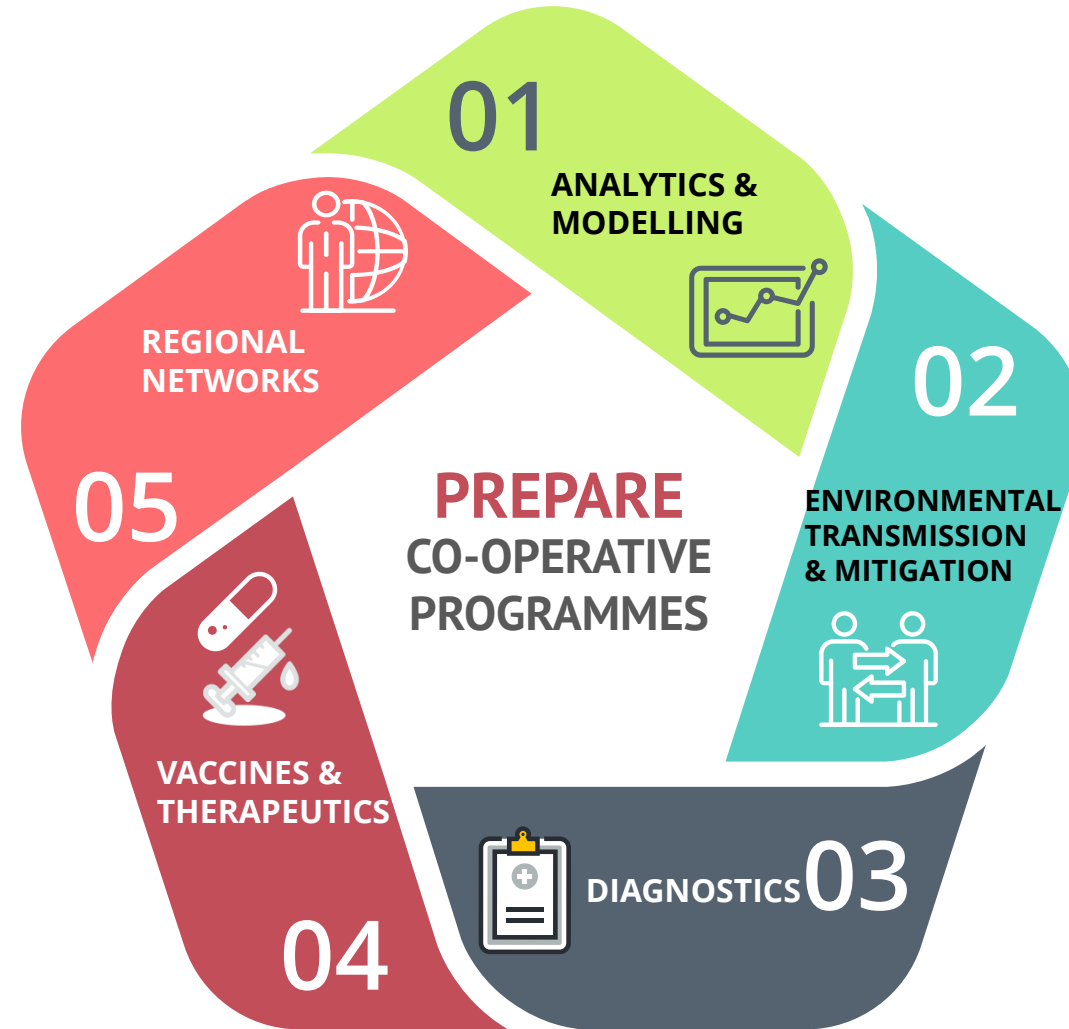 01
ANALYTICS &
MODELLING
02
ENVIRONMENTAL
TRANSMISSION
& MITIGATION
03
DIAGNOSTICS
04
VACCINES &
THERAPEUTICS
05
REGIONAL
NETWORKS
PREPARE
CO-OPERATIVE
PROGRAMMES